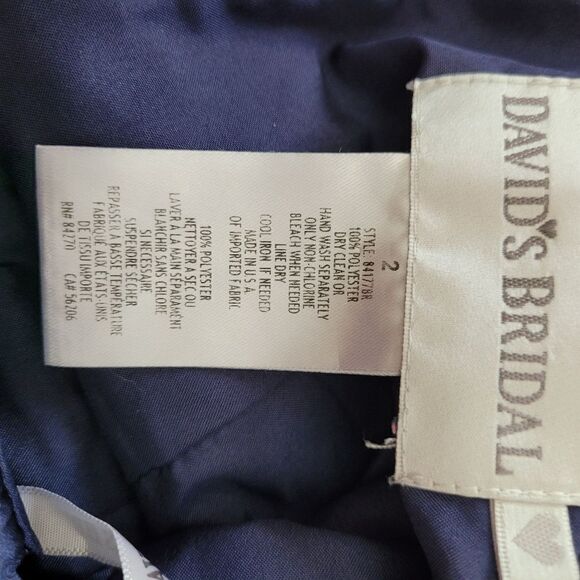 DAVID'S BRIDAL
2
STYLE 84177BR
100% POLYESTER
DRY CLEAN OR
HAND WASH SEPARATELY
ONLY NON-CHLORINE
BLEACH WHEN NEEDED
LINE DRY
COOL IRON IF NEEDED
MADE IN U S A
OF IMPORTED FABRIC
100% POLYESTER
NETTOYER A SEC OU
LAVER A LA MAIN SEPAREMENT
BLANCHIR SANS CHLORE
SI NECESSAIRE
SUSPENDRE SECHER
REPASSER A BASSE TEMPERATURE
FABRIQUE AUX ETATS-UNIS
DE TISSU IMPORTE
RN# 84270 CA# 56206